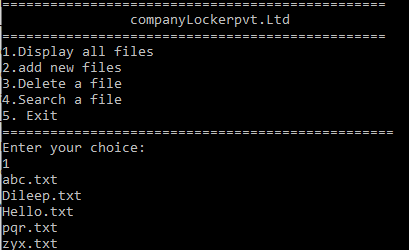 ================================================
companyLockerpvt.Ltd
================================================
1.Display all files
2.add new files
3.Delete a file
4.Search a file
5. Exit
=================================================
Enter your choice:
1
abc.txt
Dileep.txt
Hello.txt
pqr.txt
zyx.txt